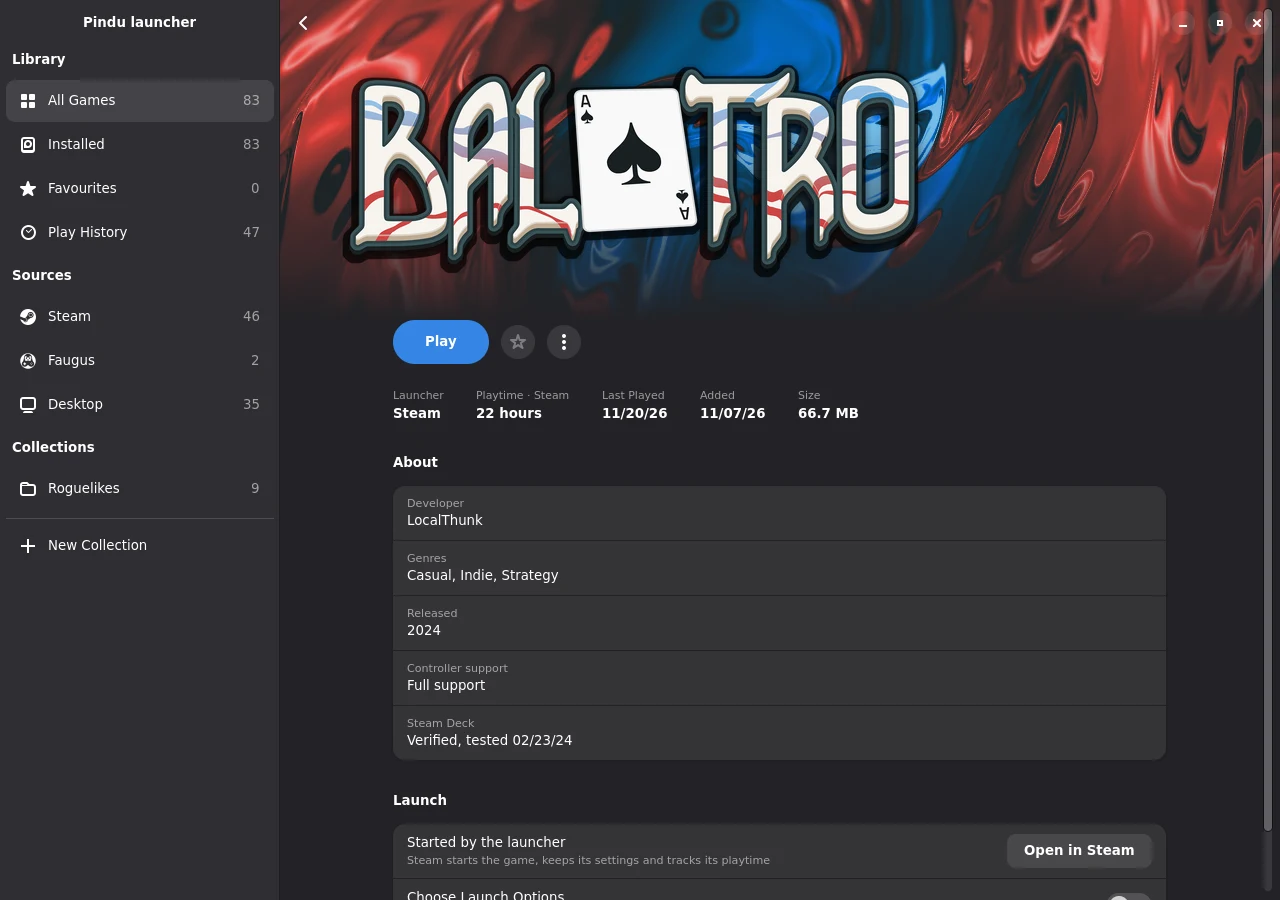 Pindu launcher
Library
All Games 83
Installed 83
Favourites 0
Play History 47
Sources
Steam 46
Faugus 2
Desktop 35
Collections
Roguelikes 9
New Collection
BALATRO
A
A
Play
Launcher
Steam
Playtime · Steam
22 hours
Last Played
11/20/26
Added
11/07/26
Size
66.7 MB
About
Developer
LocalThunk
Genres
Casual, Indie, Strategy
Released
2024
Controller support
Full support
Steam Deck
Verified, tested 02/23/24
Launch
Started by the launcher
Steam starts the game, keeps its settings and tracks its playtime
Open in Steam
Choose Launch Options